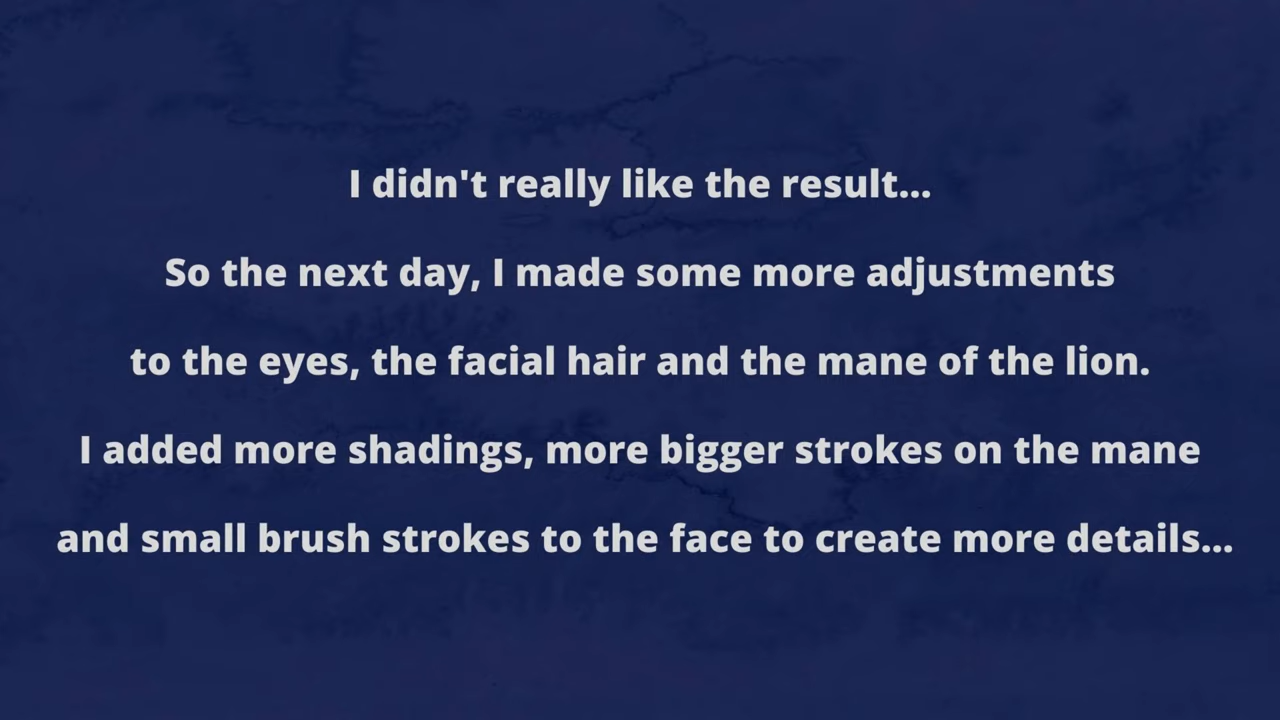 I didn't really like the result...
So the next day, I made some more adjustments
to the eyes, the facial hair and the mane of the lion.
I added more shadings, more bigger strokes on the mane
and small brush strokes to the face to create more details...